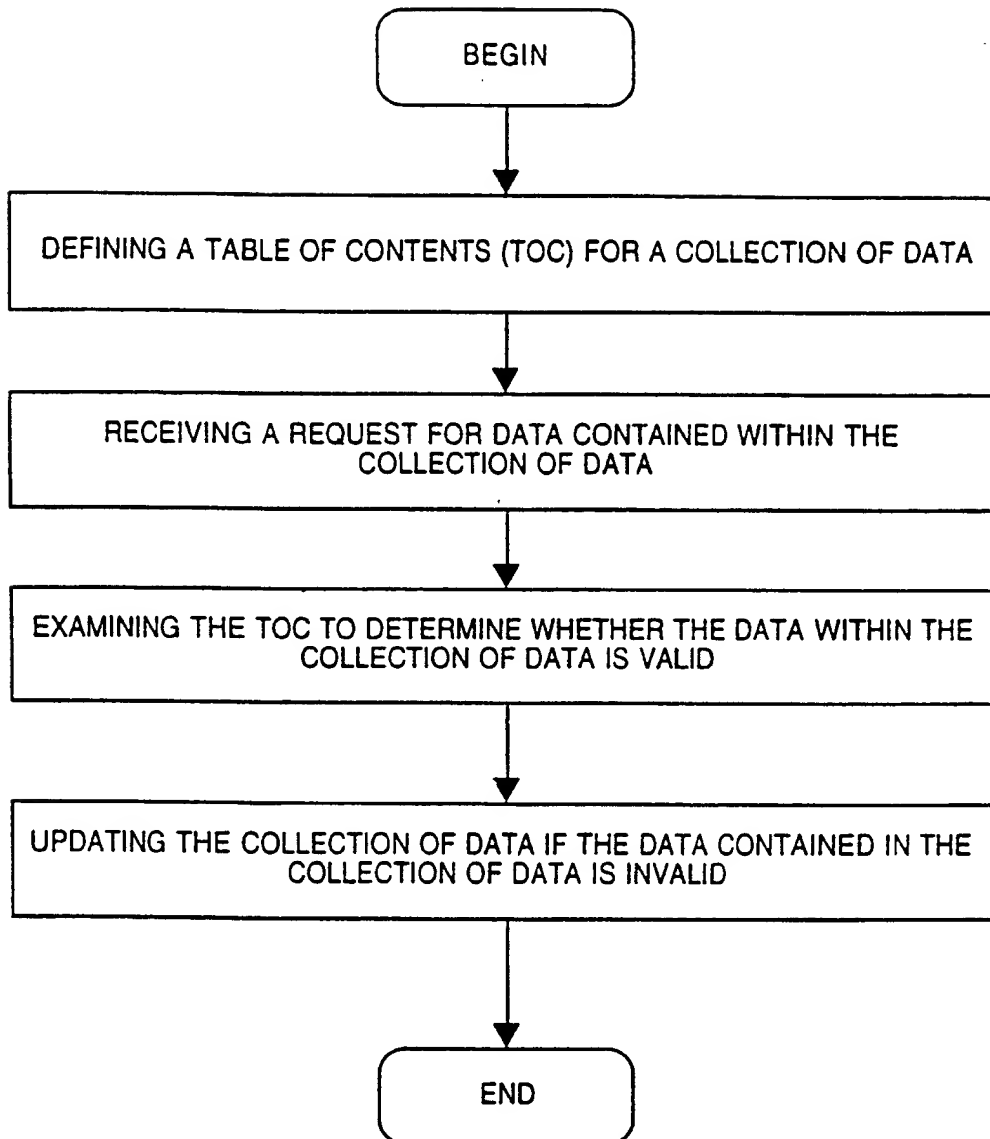 BEGIN
DEFINING A TABLE OF CONTENTS (TOC) FOR A COLLECTION OF DATA
RECEIVING A REQUEST FOR DATA CONTAINED WITHIN THE
COLLECTION OF DATA
EXAMINING THE TOC TO DETERMINE WHETHER THE DATA WITHIN THE
COLLECTION OF DATA IS VALID
UPDATING THE COLLECTION OF DATA IF THE DATA CONTAINED IN THE
COLLECTION OF DATA IS INVALID
END